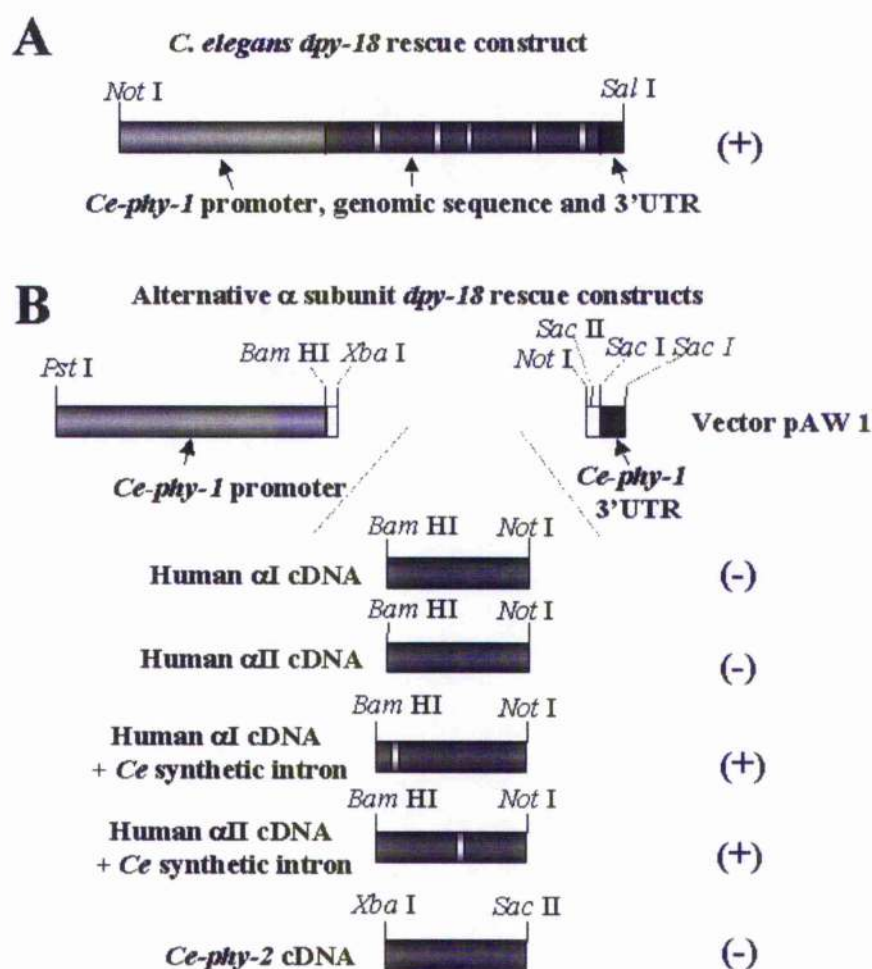 A
C. elegans dpy-18 rescue construct
Not I
Sal I
(+)
Ce-phy-1 promoter, genomic sequence and 3'UTR
B
Alternative α subunit dpy-18 rescue constructs
Pst I
Bam HI
Xba I
Sac II
Not I
Sac I
Sac I
Vector pAW 1
Ce-phy-1 promoter
Ce-phy-1
3'UTR
Bam HI
Not I
Human αI cDNA
(-)
Bam HI
Not I
Human αII cDNA
(-)
Bam HI
Not I
Human αI cDNA
+ Ce synthetic intron
(+)
Bam HI
Not I
Human αII cDNA
+ Ce synthetic intron
(+)
Xba I
Sac II
Ce-phy-2 cDNA
(-)